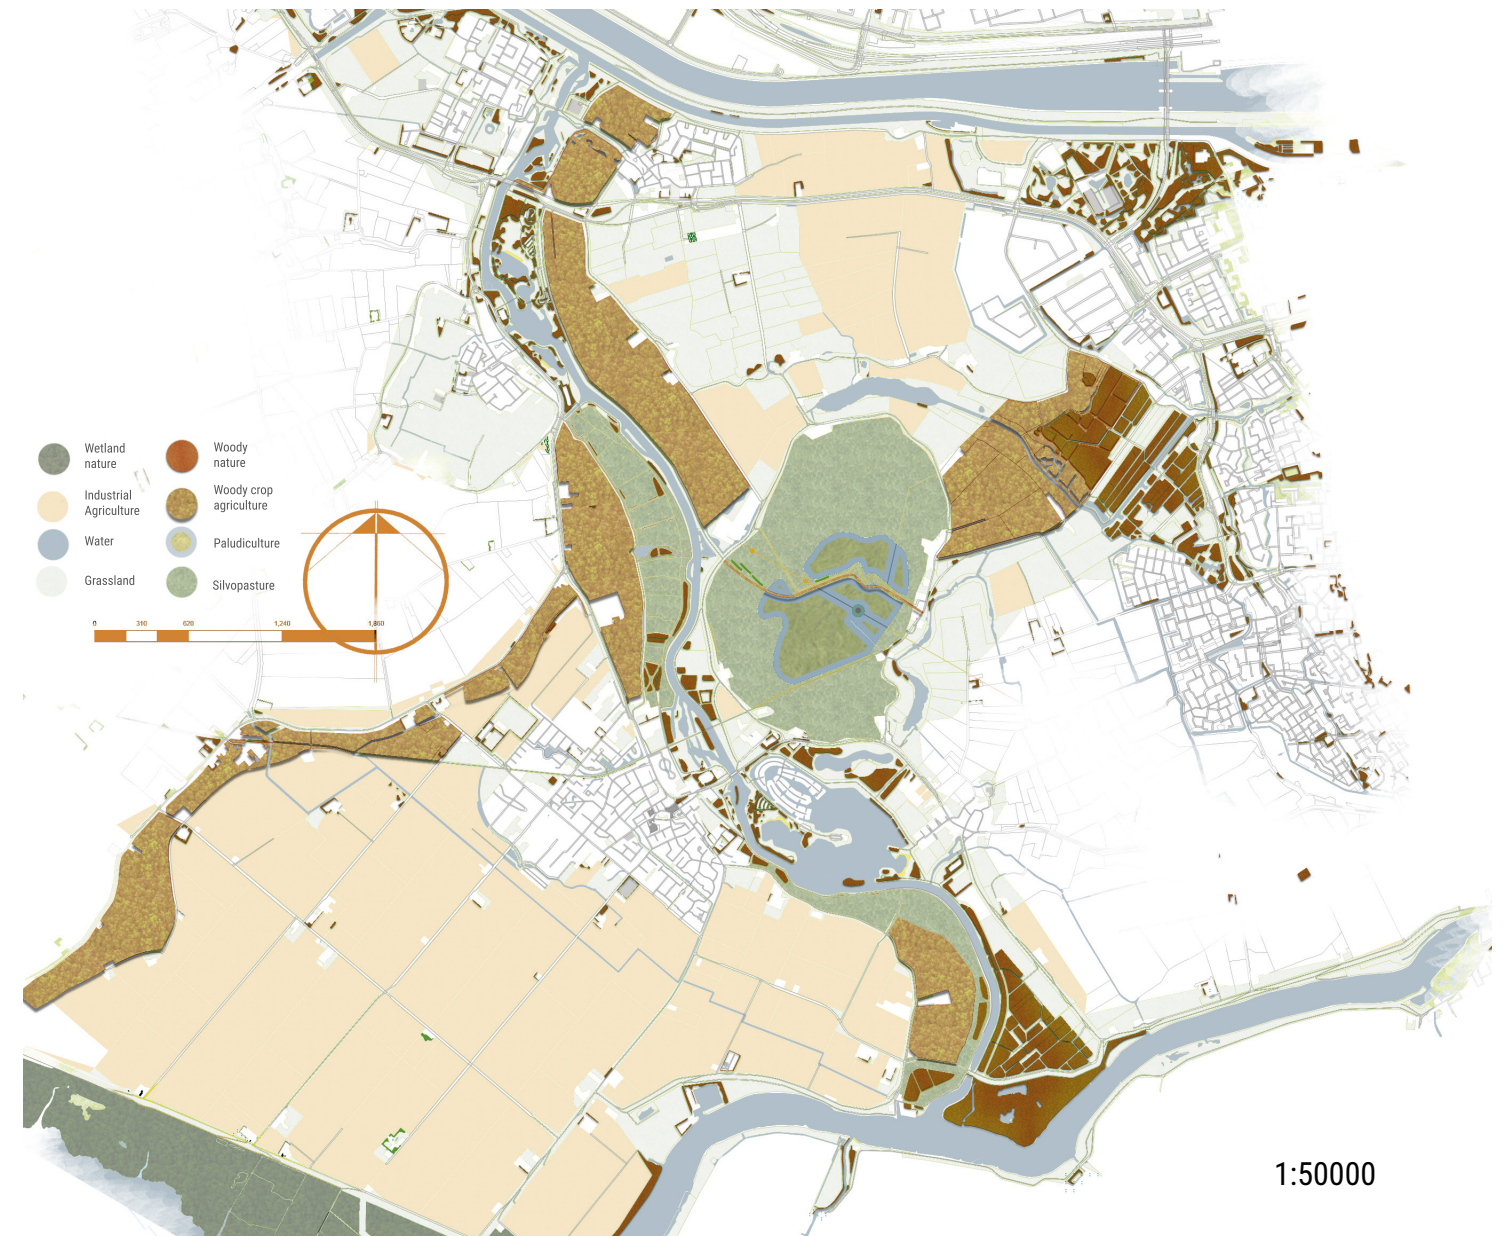 Wetland
nature
Woody
nature
Industrial
Agriculture
Woody crop
agriculture
Water
Paludiculture
Grassland
Silvopasture
0 310 620 1,240 1,860
1:50000